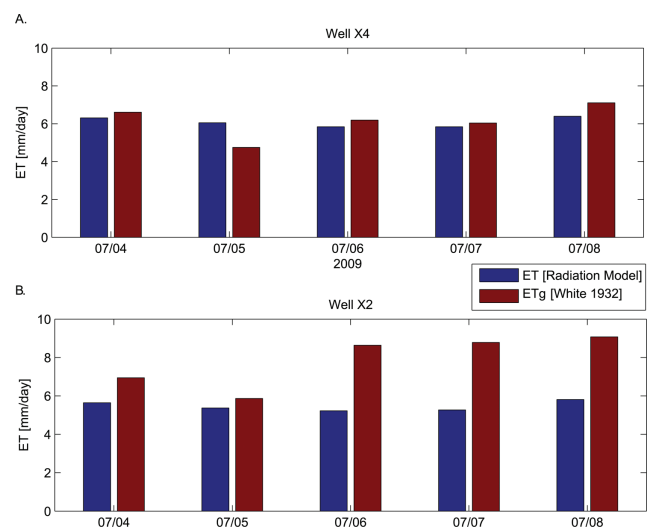 A.
Well X4
ET [mm/day]
10
8
6
4
2
0
07/04 07/05 07/06 07/07 07/08
2009
ET [Radiation Model]
ETg [White 1932]
B.
Well X2
ET [mm/day]
10
8
6
4
2
0
07/04 07/05 07/06 07/07 07/08